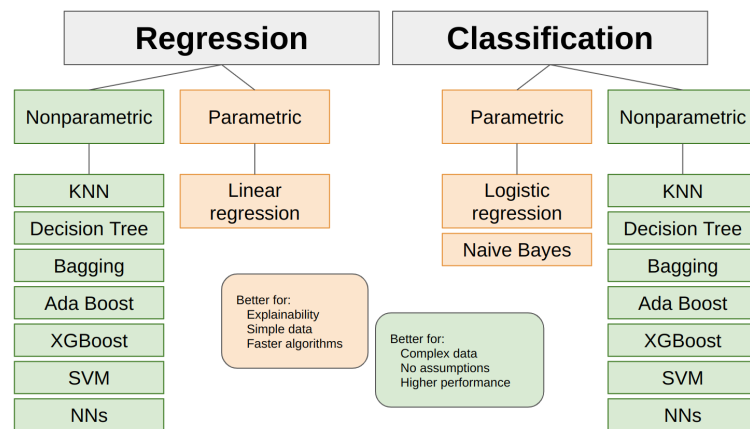 Regression
Classification
Nonparametric
Parametric
Parametric
Nonparametric
KNN
Decision Tree
Bagging
Ada Boost
XGBoost
SVM
NNs
Linear
regression
Logistic
regression
Naive Bayes
KNN
Decision Tree
Bagging
Ada Boost
XGBoost
SVM
NNs
Better for:
Explainability
Simple data
Faster algorithms
Better for:
Complex data
No assumptions
Higher performance